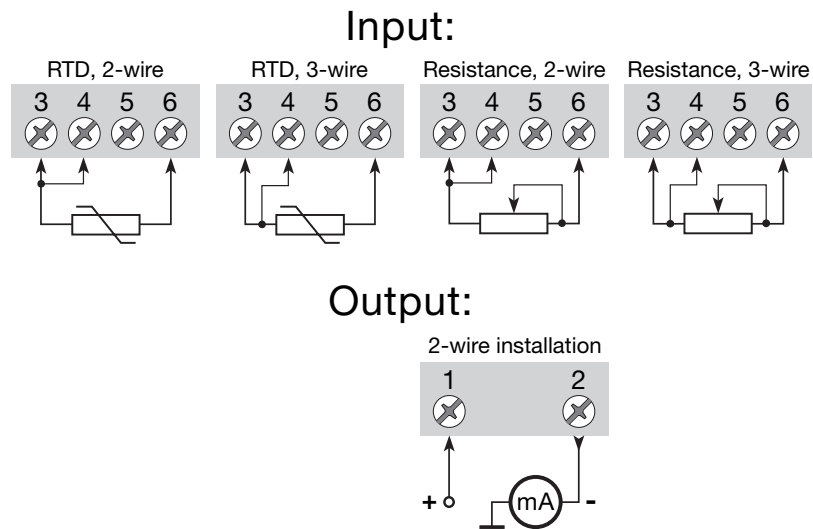 Input:
RTD, 2-wire
3 4 5 6
RTD, 3-wire
3 4 5 6
Resistance, 2-wire
3 4 5 6
Resistance, 3-wire
3 4 5 6
Output:
2-wire installation
1 2
+ mA -